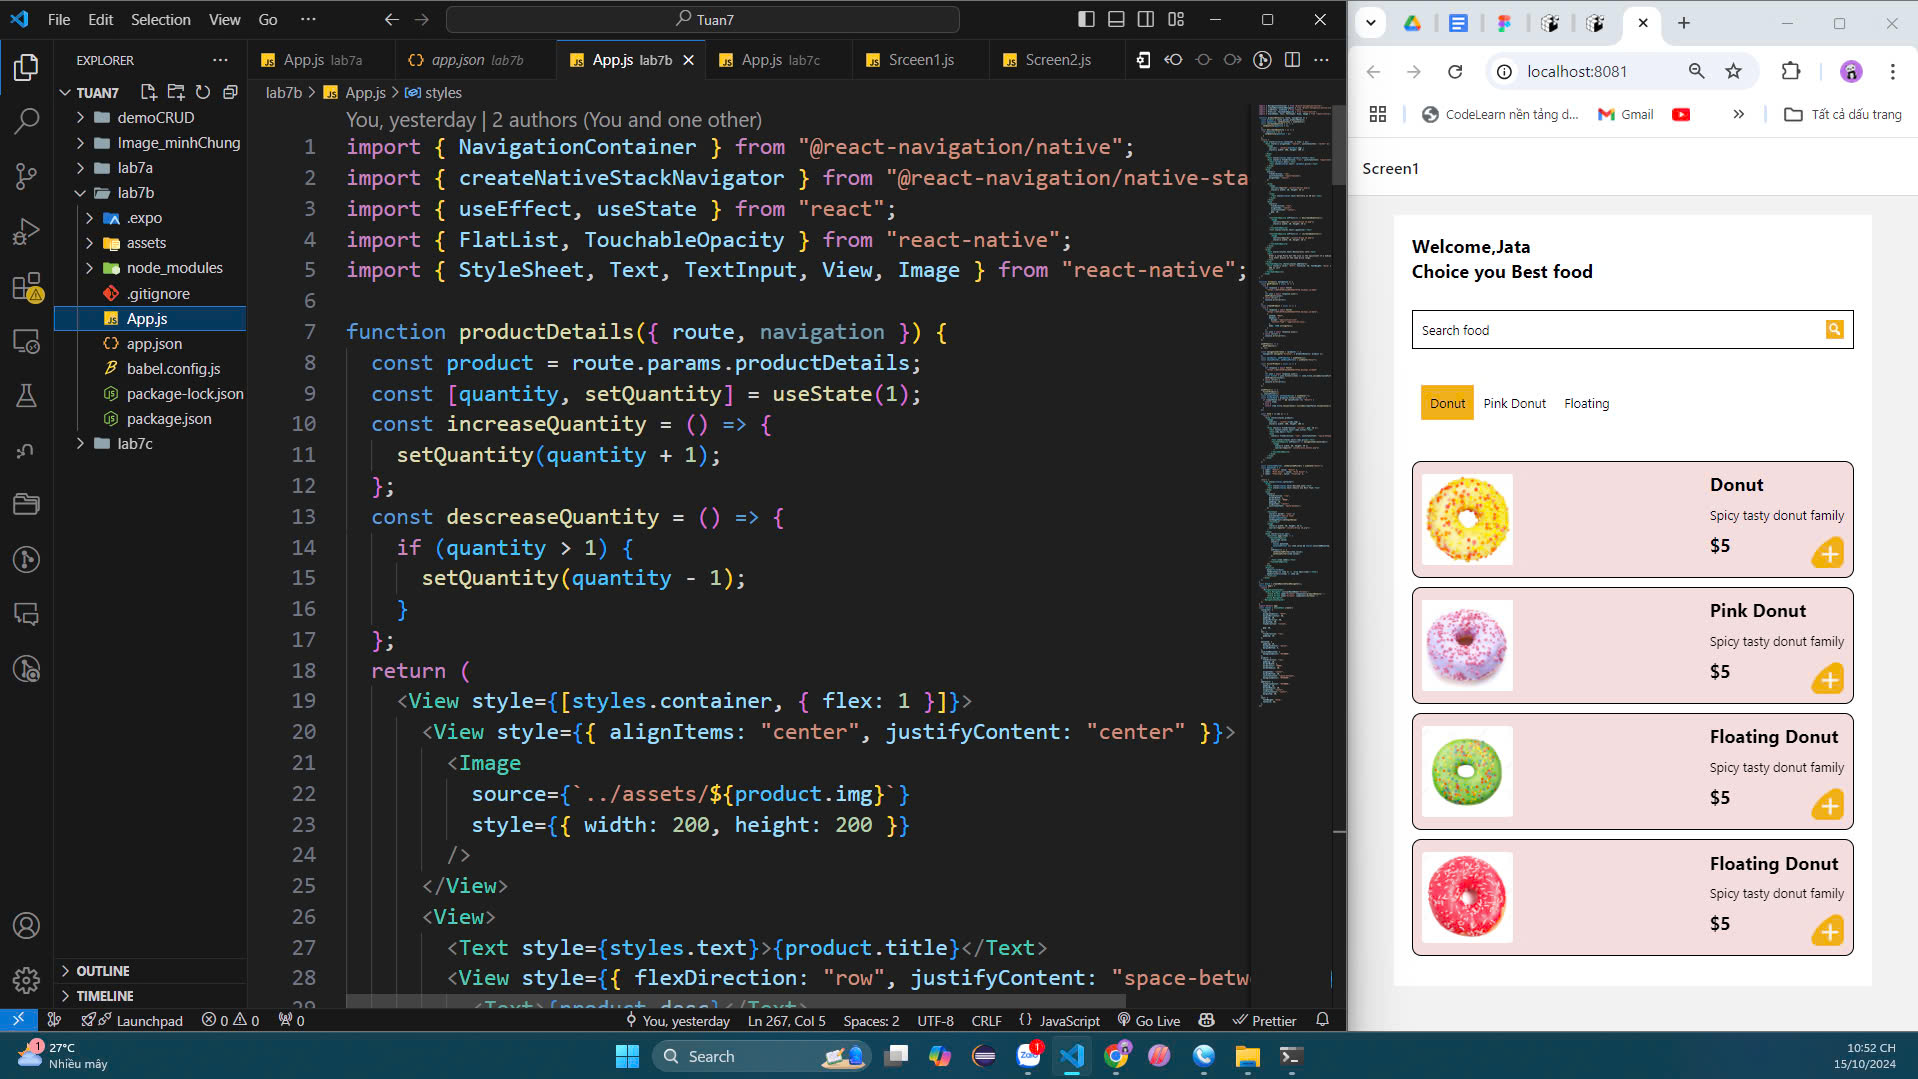 File Edit Selection View Go ···
Tuan7
EXPLORER
TUAN7
demoCRUD
Image_minhChung
lab7a
lab7b
.expo
assets
node_modules
.gitignore
App.js
app.json
babel.config.js
package-lock.json
package.json
lab7c
OUTLINE
TIMELINE
App.js lab7a
app.json lab7b
App.js lab7b
App.js lab7c
Srceen1.js
Screen2.js
lab7b > App.js > styles
You, yesterday | 2 authors (You and one other)
1 import { NavigationContainer } from "@react-navigation/native";
2 import { createNativeStackNavigator } from "@react-navigation/native-sta
3 import { useEffect, useState } from "react";
4 import { FlatList, TouchableOpacity } from "react-native";
5 import { StyleSheet, Text, TextInput, View, Image } from "react-native";
6
7 function productDetails({ route, navigation }) {
8 const product = route.params.productDetails;
9 const [quantity, setQuantity] = useState(1);
10 const increaseQuantity = () => {
11 setQuantity(quantity + 1);
12 };
13 const descreaseQuantity = () => {
14 if (quantity > 1) {
15 setQuantity(quantity - 1);
16 }
17 };
18 return (
19 <View style={[styles.container, { flex: 1 }]}>
20 <View style={{ alignItems: "center", justifyContent: "center" }}>
21 <Image
22 source={`../assets/${product.img}`}
23 style={{ width: 200, height: 200 }}
24 />
25 </View>
26 <View>
27 <Text style={styles.text}>{product.title}</Text>
28 <View style={{ flexDirection: "row", justifyContent: "space-betw
29 <Text>{product.desc}</Text>
Launchpad 0 0 0
You, yesterday Ln 267, Col 5 Spaces: 2 UTF-8 CRLF {} JavaScript Go Live Prettier
localhost:8081
CodeLearn nền tảng d...
Gmail
Tất cả dấu trang
Screen1
Welcome,Jata
Choice you Best food
Search food
Donut Pink Donut Floating
Donut
Spicy tasty donut family
$5
Pink Donut
Spicy tasty donut family
$5
Floating Donut
Spicy tasty donut family
$5
Floating Donut
Spicy tasty donut family
$5
1
27°C
Nhiều mây
Search
Zalo
1
10:52 CH
15/10/2024